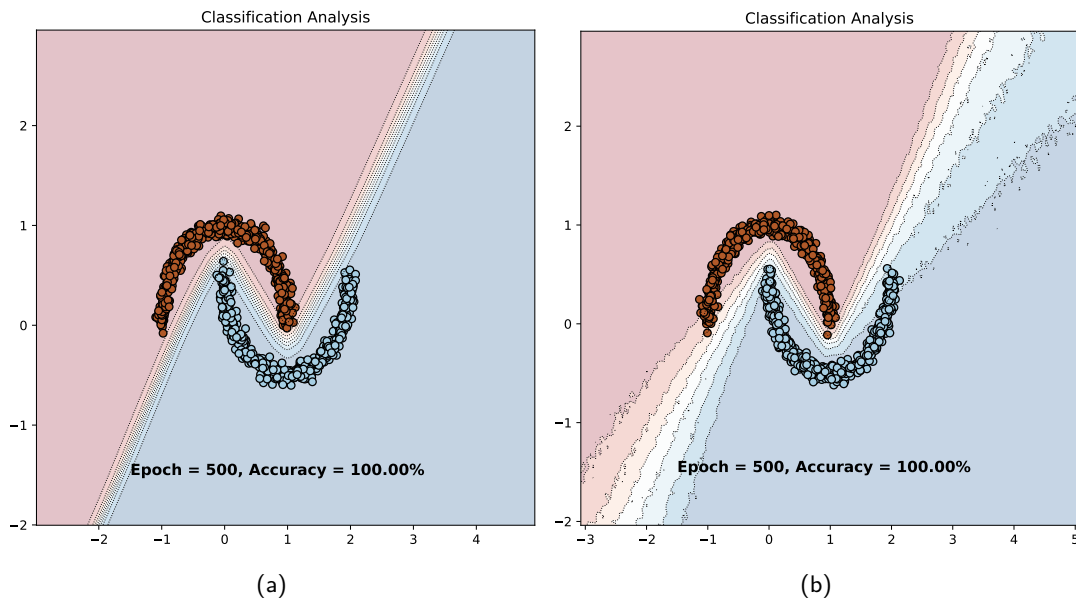 Classification Analysis
2
1
0
−1
−2
−2 −1 0 1 2 3 4
Epoch = 500, Accuracy = 100.00%
(a)
Classification Analysis
2
1
0
−1
−2
−3 −2 −1 0 1 2 3 4 5
Epoch = 500, Accuracy = 100.00%
(b)